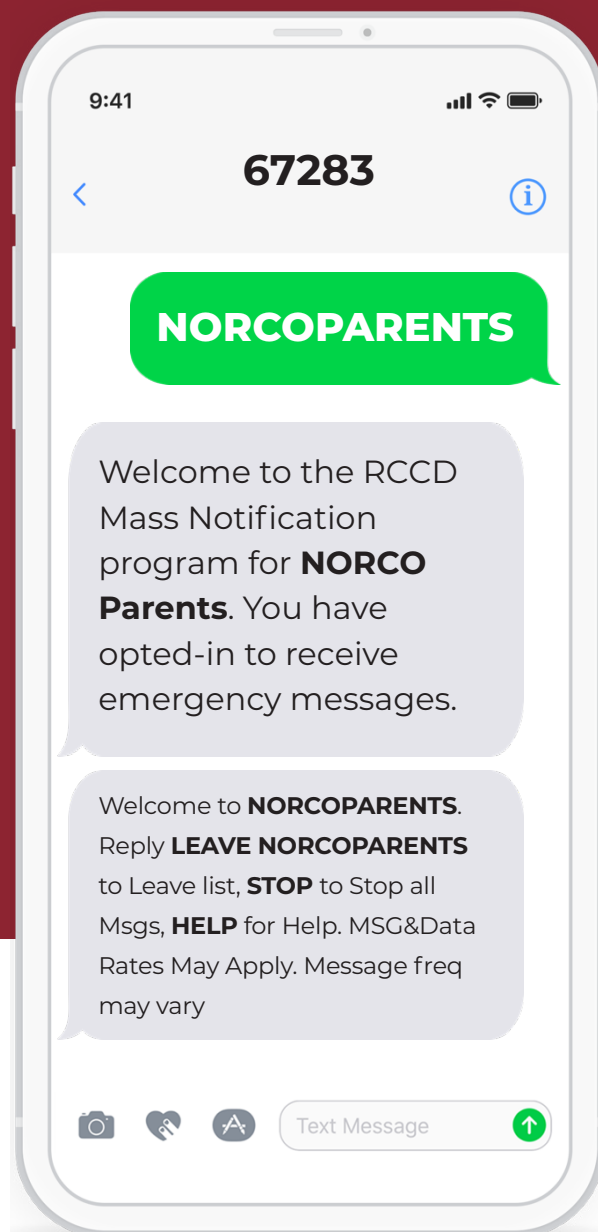 9:41
67283
NORCOPARENTS
Welcome to the RCCD
Mass Notification
program for NORCO
Parents. You have
opted-in to receive
emergency messages.
Welcome to NORCOPARENTS.
Reply LEAVE NORCOPARENTS
to Leave list, STOP to Stop all
Msgs, HELP for Help. MSG&Data
Rates May Apply. Message freq
may vary
Text Message